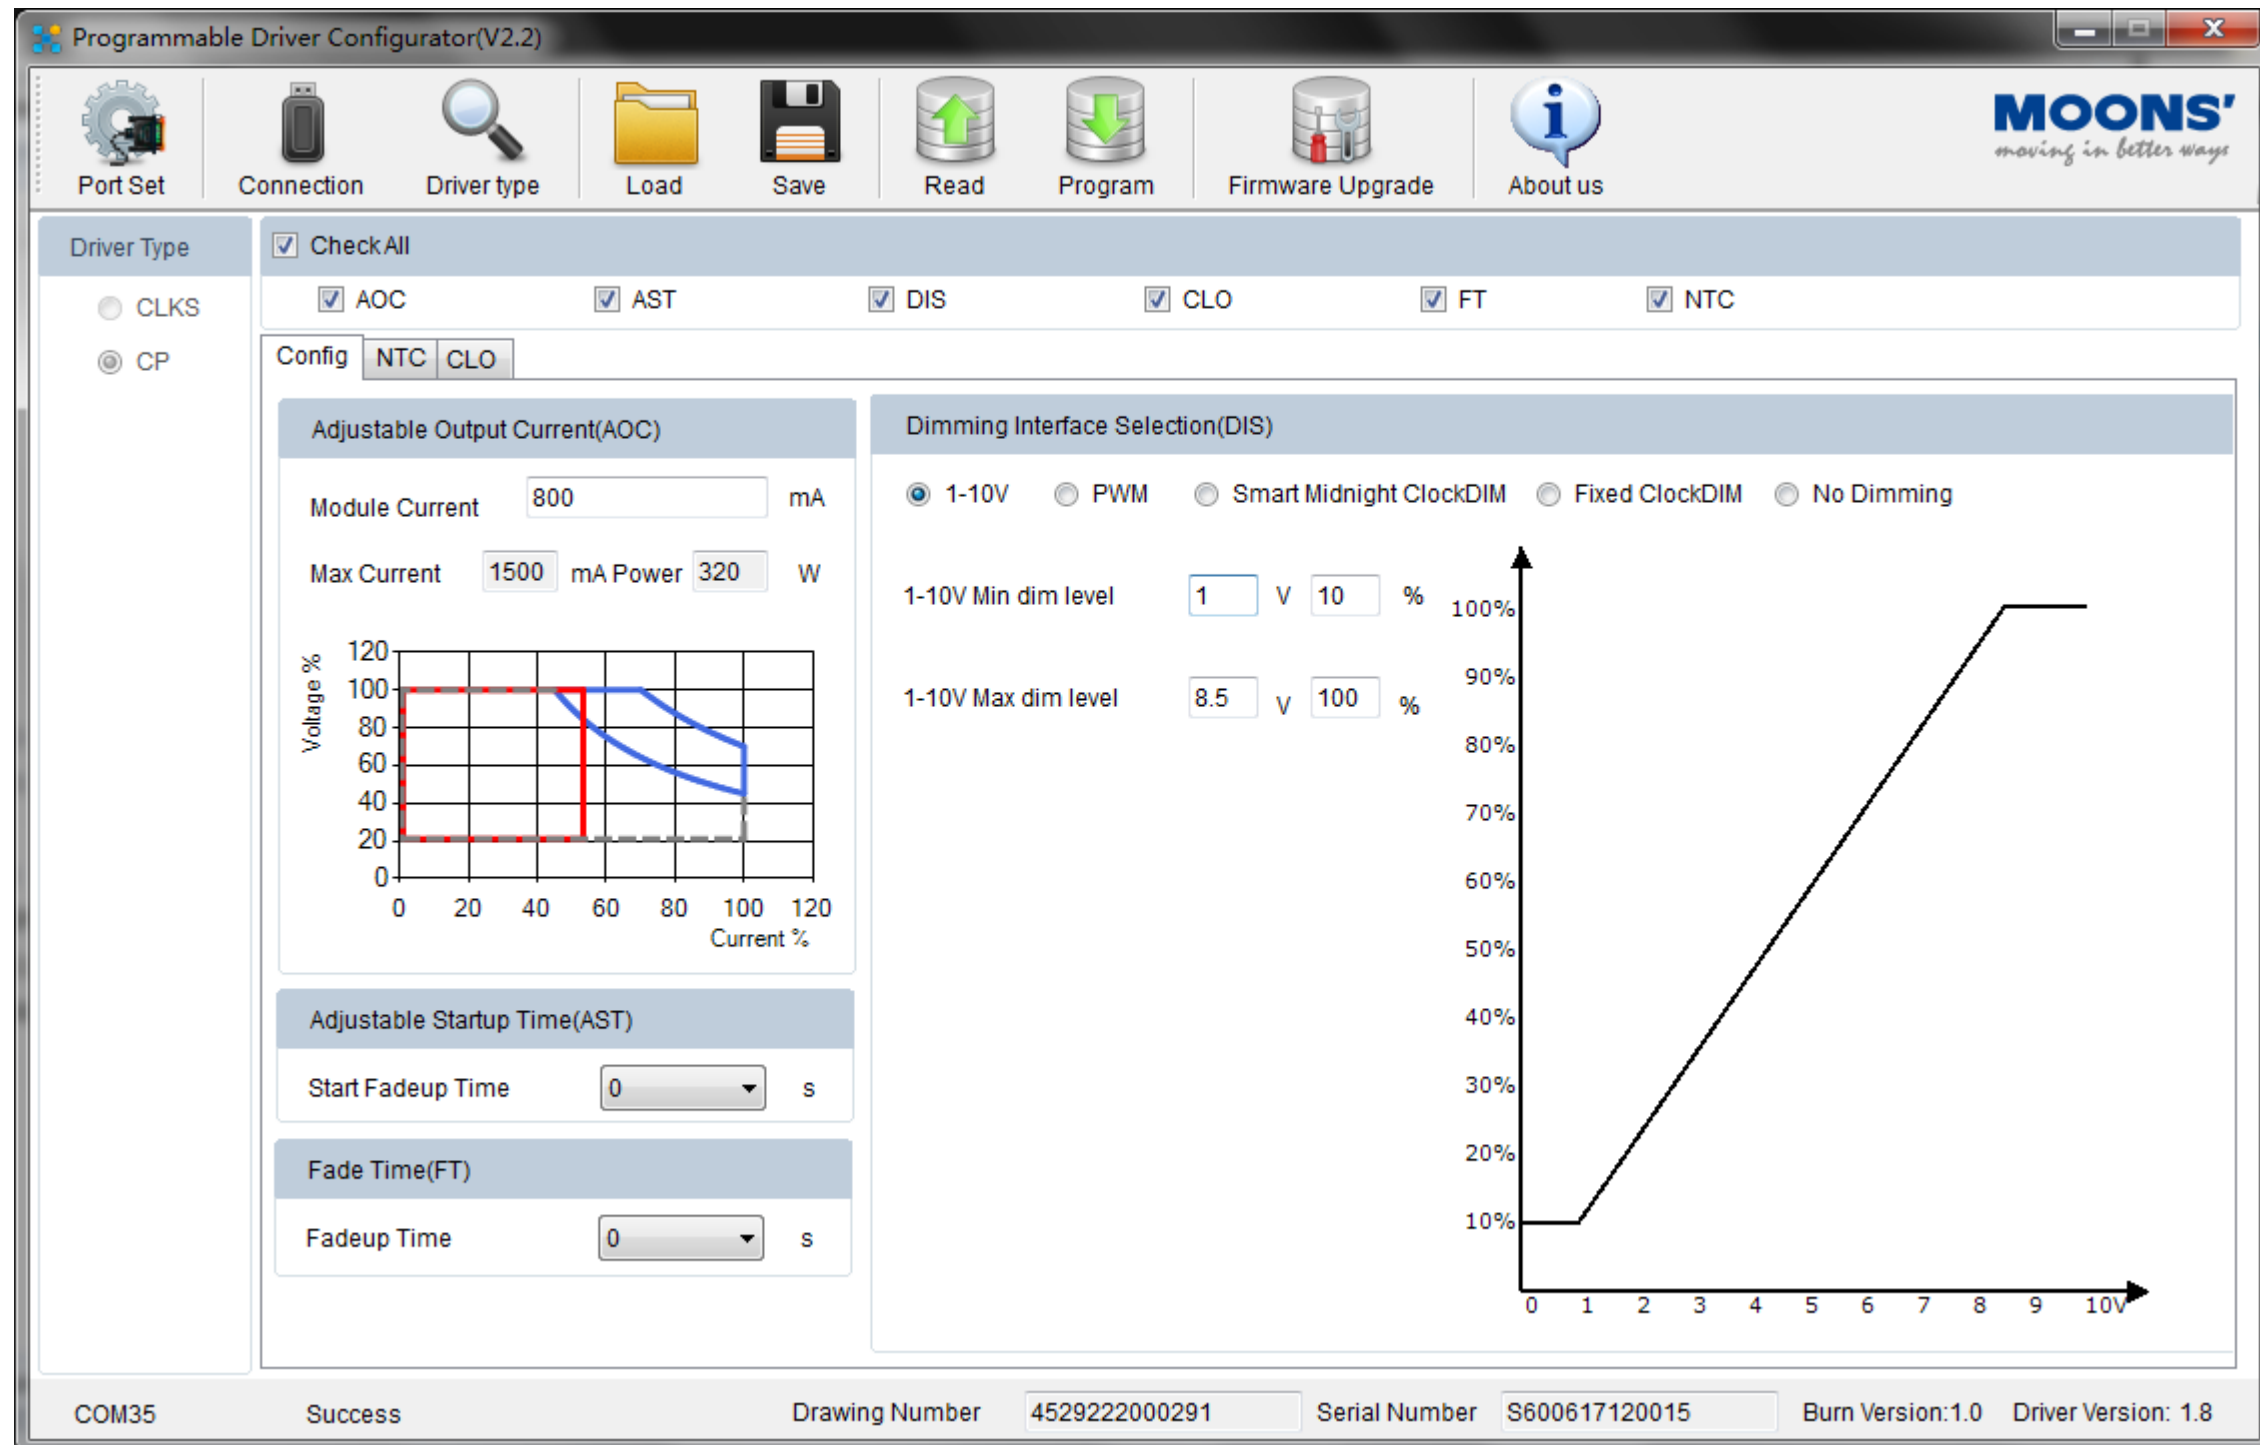 Programmable Driver Configurator(V2.2)
Port Set Connection Driver type Load Save Read Program Firmware Upgrade About us
MOONS'
moving in better ways
Driver Type
CLKS
CP
Check All
AOC AST DIS CLO FT NTC
Config NTC CLO
Adjustable Output Current(AOC)
Module Current 800 mA
Max Current 1500 mA Power 320 W
Voltage %
120
100
80
60
40
20
0
0 20 40 60 80 100 120
Current %
Adjustable Startup Time(AST)
Start Fadeup Time 0 s
Fade Time(FT)
Fadeup Time 0 s
Dimming Interface Selection(DIS)
1-10V PWM Smart Midnight ClockDIM Fixed ClockDIM No Dimming
1-10V Min dim level 1 V 10 %
1-10V Max dim level 8.5 V 100 %
100%
90%
80%
70%
60%
50%
40%
30%
20%
10%
0 1 2 3 4 5 6 7 8 9 10V
COM35 Success Drawing Number 4529222000291 Serial Number S600617120015 Burn Version:1.0 Driver Version: 1.8